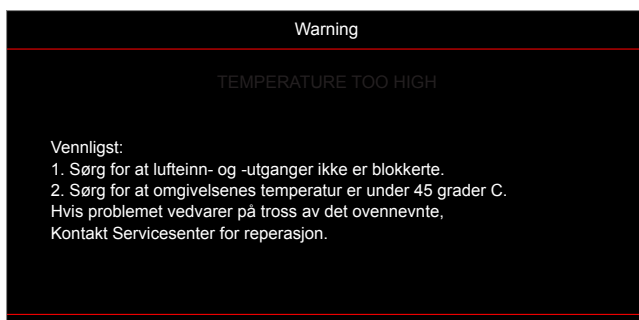 Warning
TEMPERATURE TOO HIGH
Vennligst:
1. Sørg for at lufteinn- og -utganger ikke er blokkerte.
2. Sørg for at omgivelsenes temperatur er under 45 grader C.
Hvis problemet vedvarer på tross av det ovennevnte,
Kontakt Servicesenter for reperasjon.